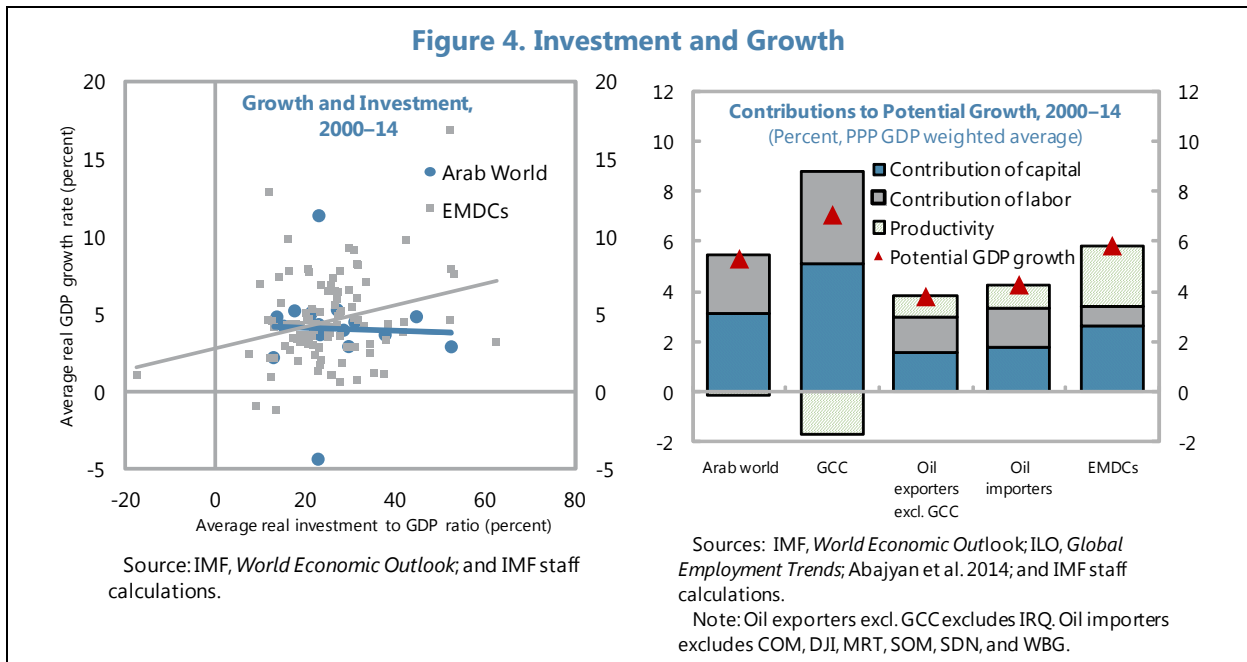 Figure 4. Investment and Growth
20
15
10
5
0
-5
20
15
10
5
0
-5
Growth and Investment,
2000–14
Arab World
EMDCs
Average real GDP growth rate (percent)
-20
0
20
40
60
80
Average real investment to GDP ratio (percent)
Source: IMF, World Economic Outlook; and IMF staff
calculations.
12
10
8
6
4
2
0
-2
12
10
8
6
4
2
0
-2
Contributions to Potential Growth, 2000–14
(Percent, PPP GDP weighted average)
Contribution of capital
Contribution of labor
Productivity
Potential GDP growth
Arab world
GCC
Oil
exporters
excl. GCC
Oil
importers
EMDCs
Sources: IMF, World Economic Outlook; ILO, Global
Employment Trends; Abajyan et al. 2014; and IMF staff
calculations.
Note: Oil exporters excl. GCC excludes IRQ. Oil importers
excludes COM, DJI, MRT, SOM, SDN, and WBG.